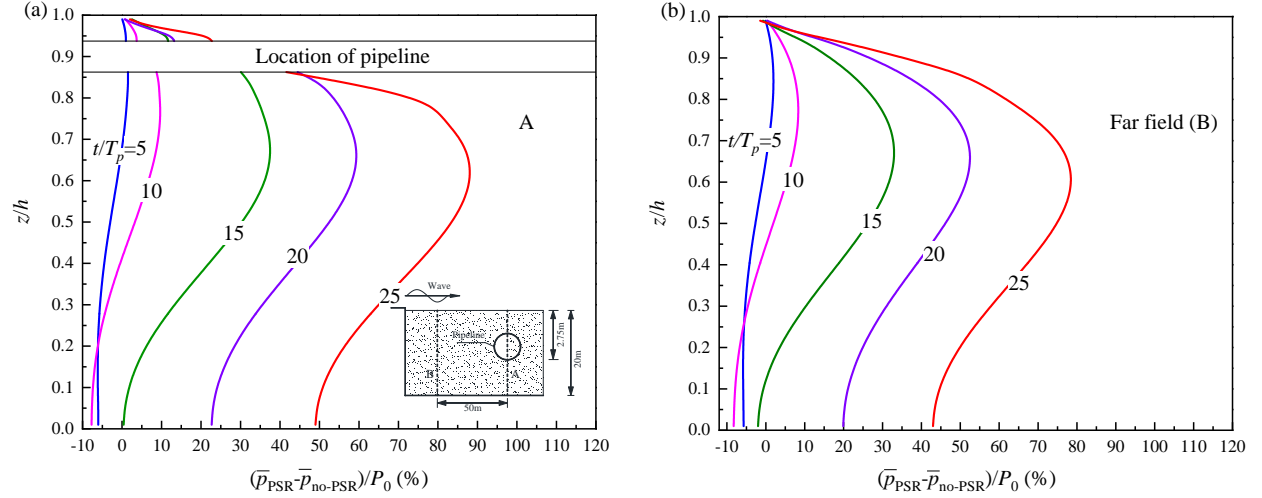 (a)
1.0
0.9
0.8
0.7
0.6
0.5
0.4
0.3
0.2
0.1
0.0
z/h
Location of pipeline
A
t/Tₚ=5
10
15
20
25
Wave
Pipeline
B
A
2.75m
20m
50m
-10 0 10 20 30 40 50 60 70 80 90 100 110 120
(p̅PSR-p̅no-PSR)/P₀ (%)
(b)
1.0
0.9
0.8
0.7
0.6
0.5
0.4
0.3
0.2
0.1
0.0
z/h
Far field (B)
t/Tₚ=5
10
15
20
25
-10 0 10 20 30 40 50 60 70 80 90 100 110 120
(p̅PSR-p̅no-PSR)/P₀ (%)